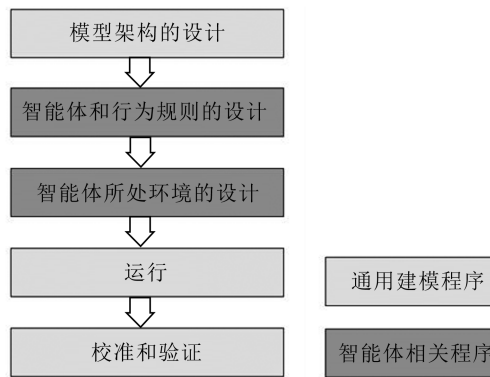 模型架构的设计
智能体和行为规则的设计
智能体所处环境的设计
运行
校准和验证
通用建模程序
智能体相关程序